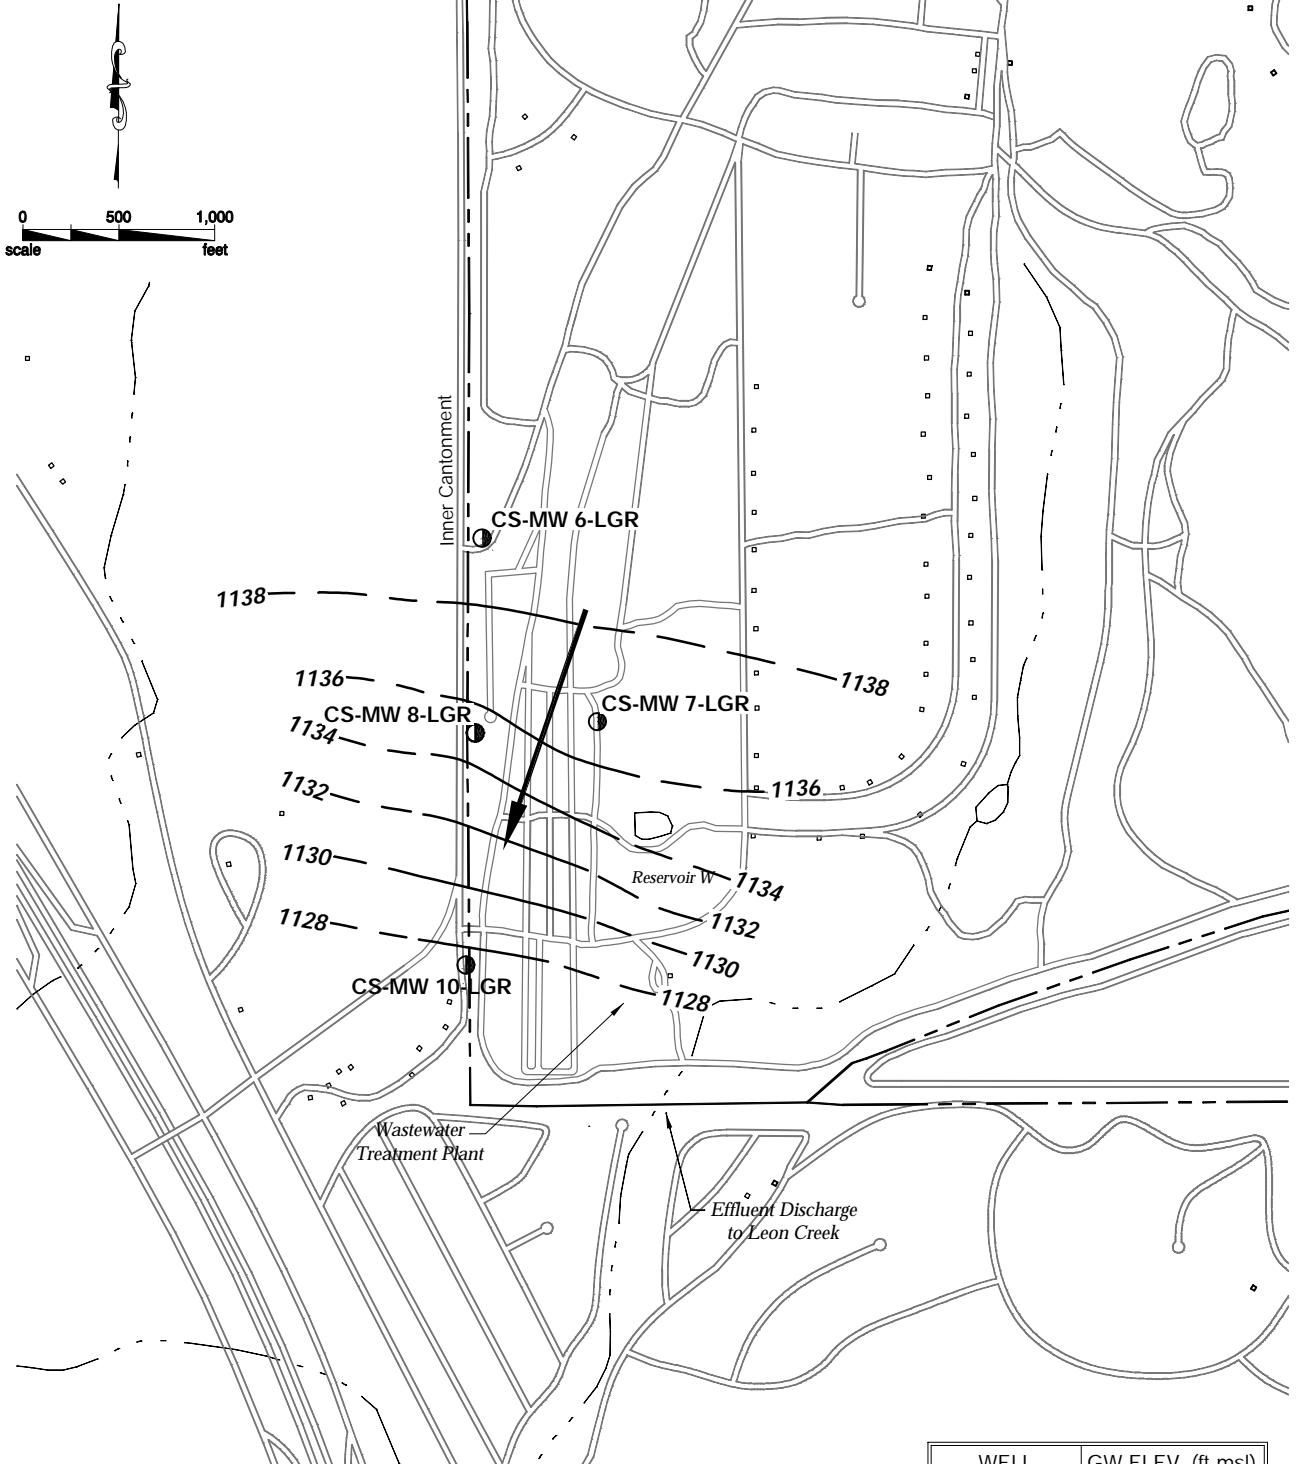 0 500 1,000
scale feet
Inner Cantonment
CS-MW 6-LGR
1138
1138
1136
CS-MW 8-LGR
CS-MW 7-LGR
1134
1136
1132
1130
Reservoir W
1134
1128
1132
1130
CS-MW 10-LGR
1128
Wastewater
Treatment Plant
Effluent Discharge
to Leon Creek
WELL GW ELEV. (ft msl)